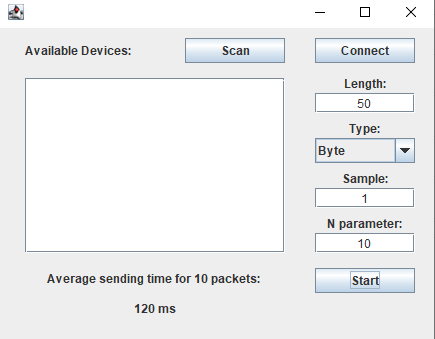 Available Devices:
Scan
Connect
Length:
50
Type:
Byte
Sample:
1
N parameter:
10
Average sending time for 10 packets:
120 ms
Start